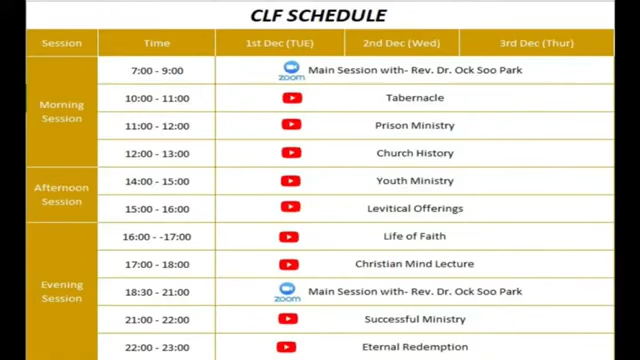 CLF SCHEDULE
Session Time 1st Dec (TUE) 2nd Dec (Wed) 3rd Dec (Thur)
Morning
Session
7:00 - 9:00 zoom Main Session with- Rev. Dr. Ock Soo Park
10:00 - 11:00 Tabernacle
11:00 - 12:00 Prison Ministry
12:00 - 13:00 Church History
Afternoon
Session
14:00 - 15:00 Youth Ministry
15:00 - 16:00 Levitical Offerings
Evening
Session
16:00 - -17:00 Life of Faith
17:00 - 18:00 Christian Mind Lecture
18:30 - 21:00 zoom Main Session with- Rev. Dr. Ock Soo Park
21:00 - 22:00 Successful Ministry
22:00 - 23:00 Eternal Redemption